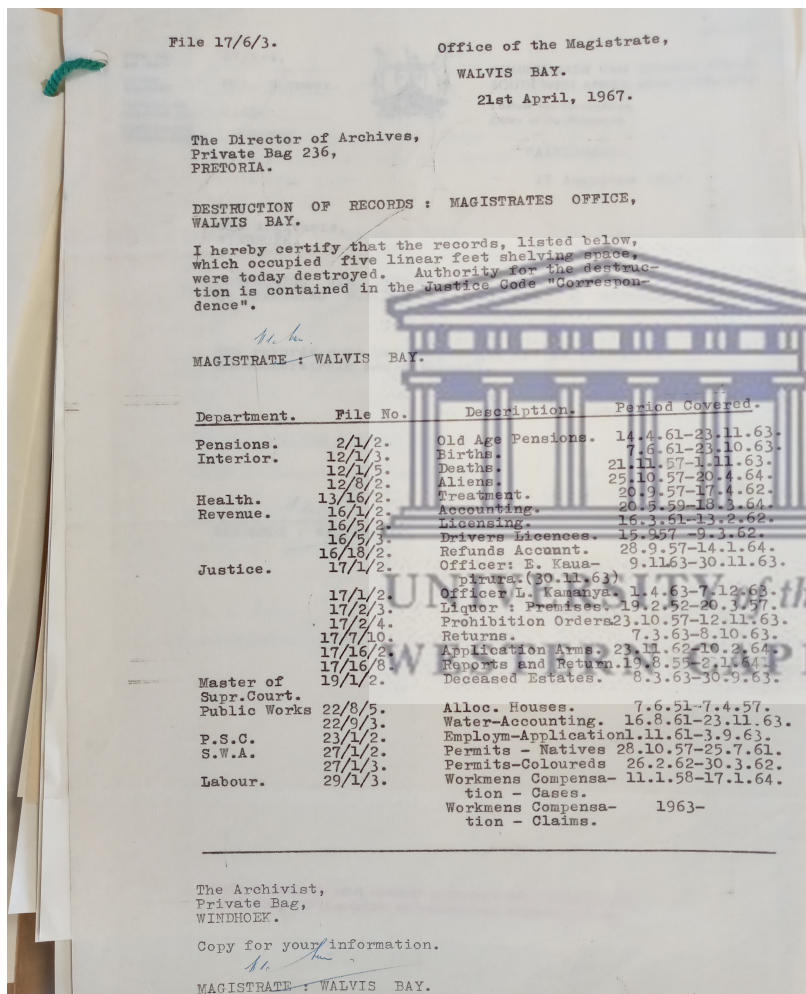 File 17/6/3.
Office of the Magistrate,
WALVIS BAY.
21st April, 1967.
The Director of Archives,
Private Bag 236,
PRETORIA.
DESTRUCTION OF RECORDS : MAGISTRATES OFFICE,
WALVIS BAY.
I hereby certify that the records, listed below,
which occupied five linear feet shelving space,
were today destroyed. Authority for the destruc-
tion is contained in the Justice Code "Correspon-
dence".
MAGISTRATE : WALVIS BAY.
Department. File No. Description. Period Covered.
Pensions. 2/1/2. Old Age Pensions. 14.4.61-23.11.63.
Interior. 12/1/3. Births. 7.6.61-23.10.63.
12/1/5. Deaths. 21.11.57-1.11.63.
12/8/2. Aliens. 25.10.57-20.4.64.
Health. 13/16/2. Treatment. 20.9.57-17.4.62.
Revenue. 16/1/2. Accounting. 20.5.59-18.3.64.
16/5/2. Licensing. 16.3.61-13.2.62.
16/5/3. Drivers Licences. 15.957 -9.3.62.
16/18/2. Refunds Account. 28.9.57-14.1.64.
Justice. 17/1/2. Officer: E. Kaua- 9.1163-30.11.63.
pirura.(30.11.63)
17/1/2. Officer L. Kamanya. 1.4.63-7.12.63.
17/2/3. Liquor : Premises. 19.2.52-20.3.57.
17/2/4. Prohibition Orders23.10.57-12.11.63.
17/7/10. Returns. 7.3.63-8.10.63.
17/16/2. Application Arms. 23.11.62-10.2.64.
17/16/8. Reports and Return.19.8.55-2.1.64.
Master of 19/1/2. Deceased Estates. 8.3.63-30.9.63.
Supr.Court.
Public Works 22/8/5. Alloc. Houses. 7.6.51-7.4.57.
22/9/3. Water-Accounting. 16.8.61-23.11.63.
P.S.C. 23/1/2. Employm-Application1.11.61-3.9.63.
S.W.A. 27/1/2. Permits - Natives 28.10.57-25.7.61.
27/1/3. Permits-Coloureds 26.2.62-30.3.62.
Labour. 29/1/3. Workmens Compensa- 11.1.58-17.1.64.
tion - Cases.
Workmens Compensa- 1963-
tion - Claims.
The Archivist,
Private Bag,
WINDHOEK.
Copy for your information.
MAGISTRATE : WALVIS BAY.
UNIVERSITY of the
WESTERN CAP